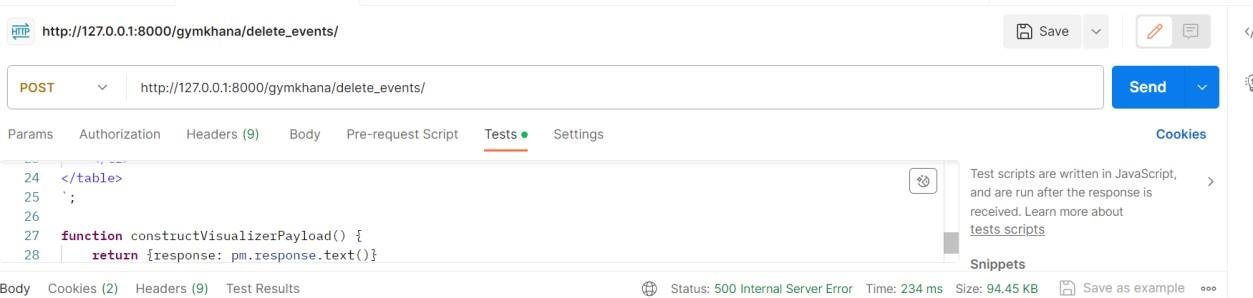 HTTP http://127.0.0.1:8000/gymkhana/delete_events/ Save
POST http://127.0.0.1:8000/gymkhana/delete_events/ Send
Params Authorization Headers (9) Body Pre-request Script Tests Settings Cookies
24 </table>
25 `;
26
27 function constructVisualizerPayload() {
28 return {response: pm.response.text()}
Test scripts are written in JavaScript,
and are run after the response is
received. Learn more about
tests scripts
Snippets
Body Cookies (2) Headers (9) Test Results Status: 500 Internal Server Error Time: 234 ms Size: 94.45 KB Save as example